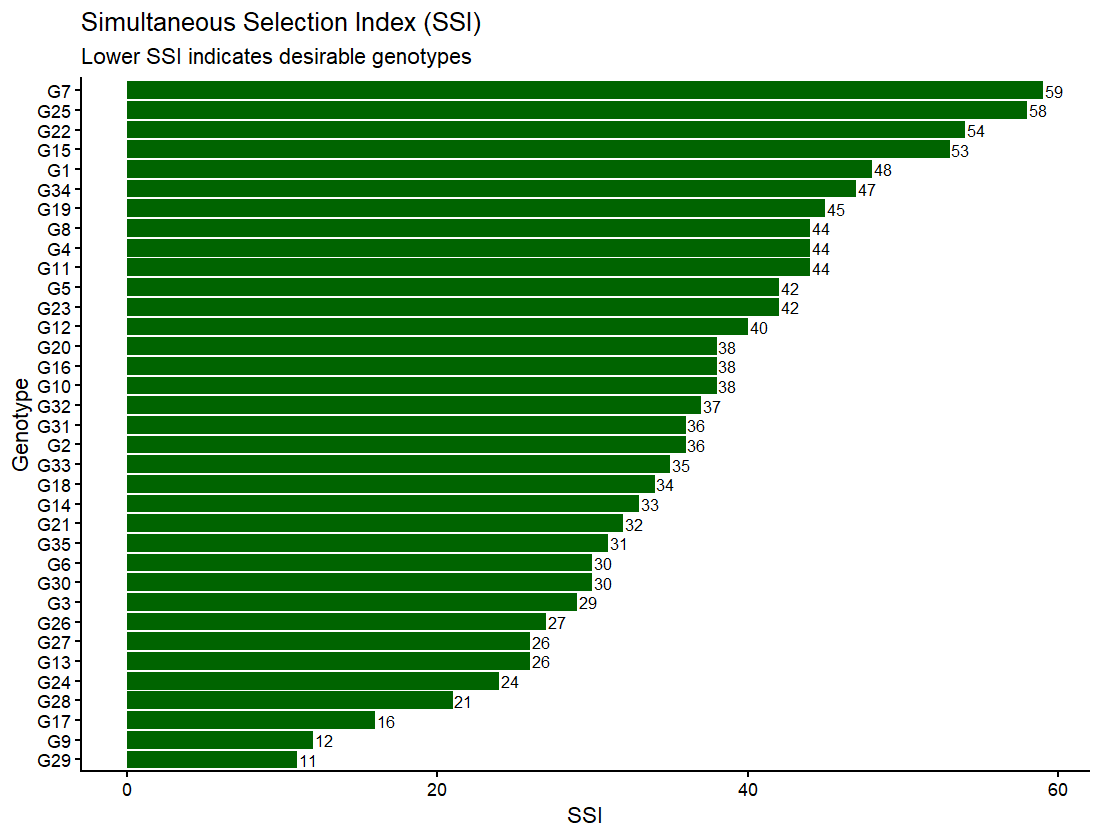 Simultaneous Selection Index (SSI)
Lower SSI indicates desirable genotypes
Genotype
G7 59
G25 58
G22 54
G15 53
G1 48
G34 47
G19 45
G8 44
G4 44
G11 44
G5 42
G23 42
G12 40
G20 38
G16 38
G10 38
G32 37
G31 36
G2 36
G33 35
G18 34
G14 33
G21 32
G35 31
G6 30
G30 30
G3 29
G26 27
G27 26
G13 26
G24 24
G28 21
G17 16
G9 12
G29 11
0 20 40 60
SSI